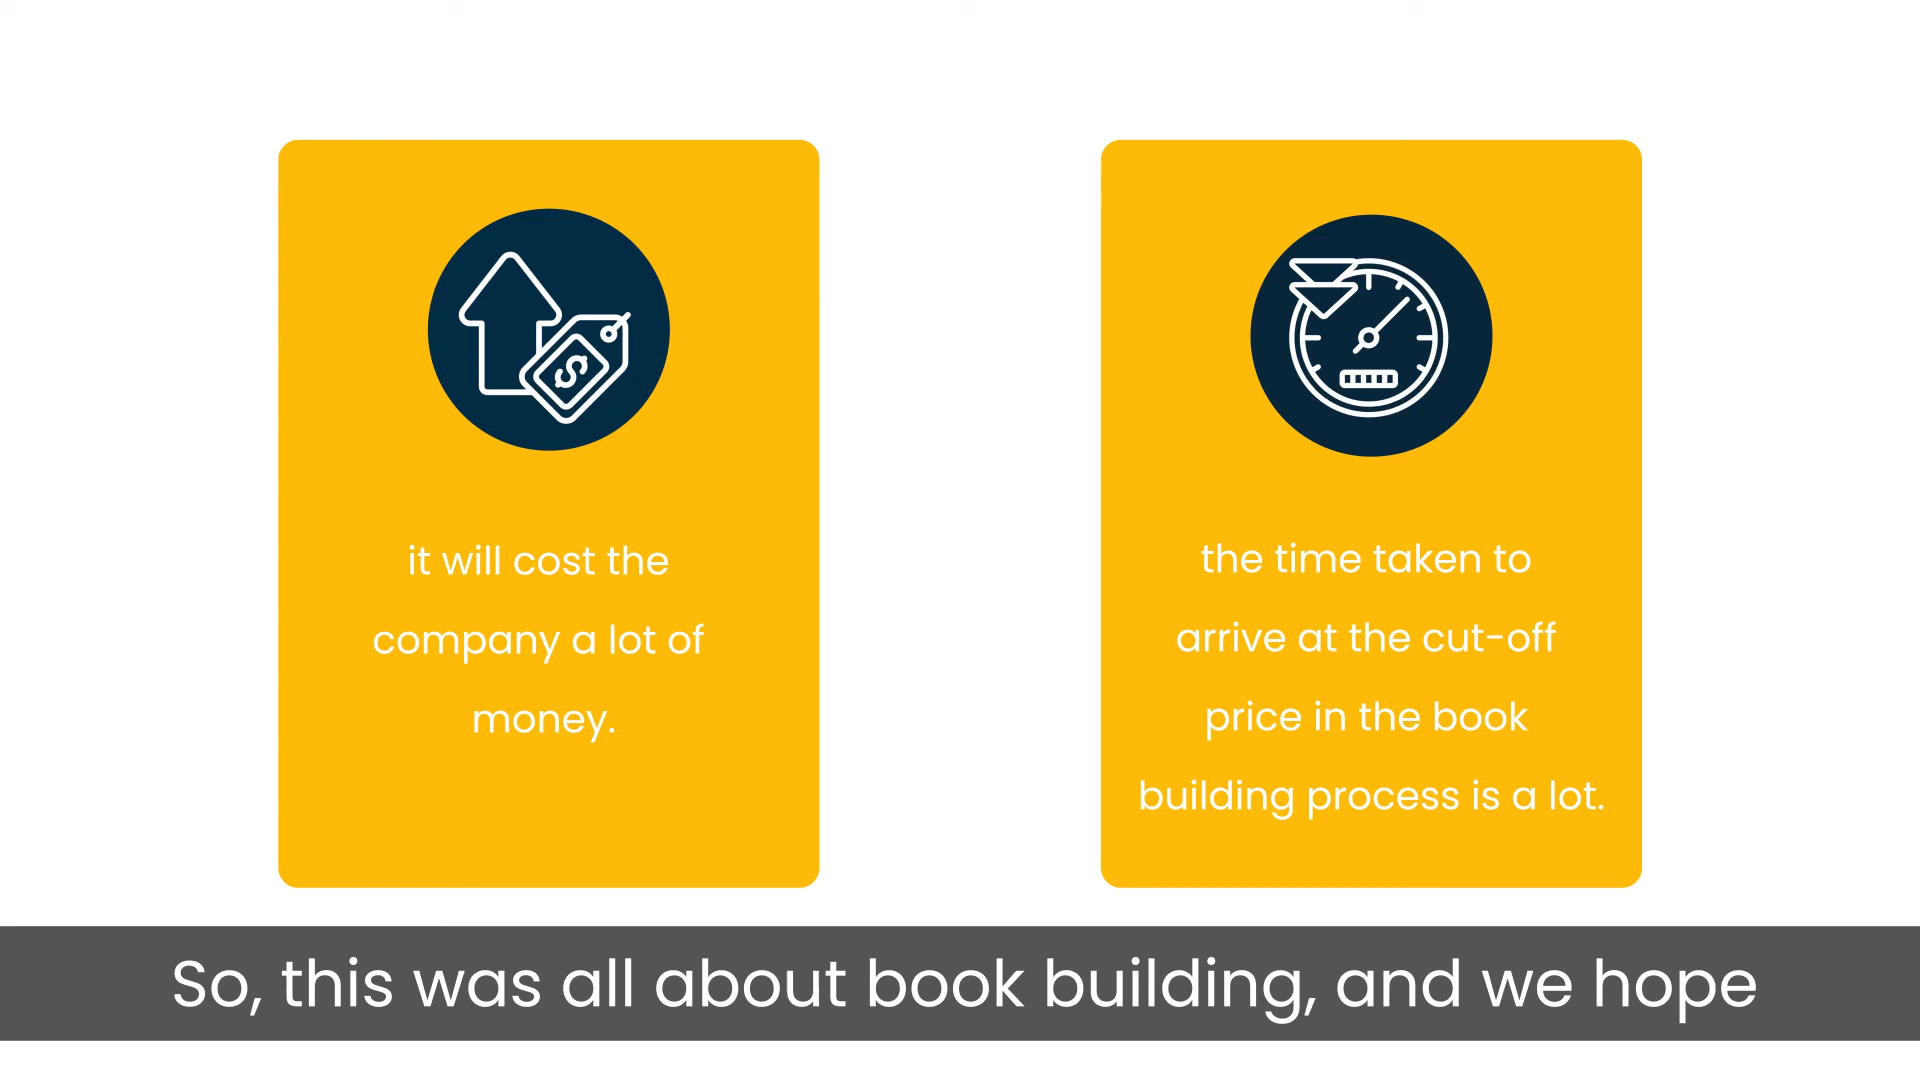 it will cost the
company a lot of
money.
the time taken to
arrive at the cut-off
price in the book
building process is a lot.
So, this was all about book building, and we hope